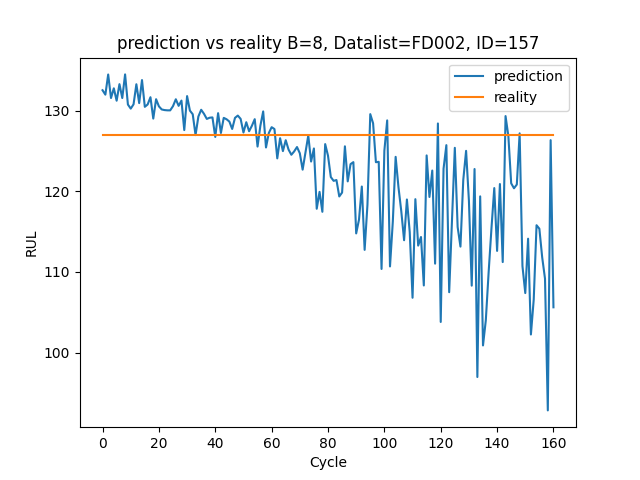 prediction vs reality B=8, Datalist=FD002, ID=157
prediction
reality
RUL
130
120
110
100
0 20 40 60 80 100 120 140 160
Cycle